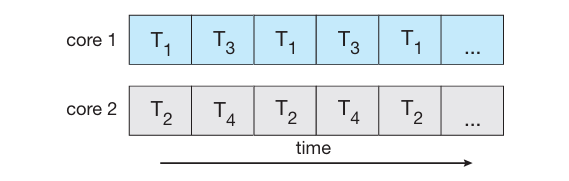 core 1 T1 T3 T1 T3 T1 ...
core 2 T2 T4 T2 T4 T2 ...
time